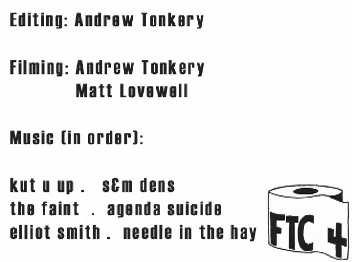 Editing: Andrew Tonkery
Filming: Andrew Tonkery
Matt Lovewell
Music (in order):
kut u up . s&m dens
the faint . agenda suicide
elliot smith . needle in the hay
FTC 4